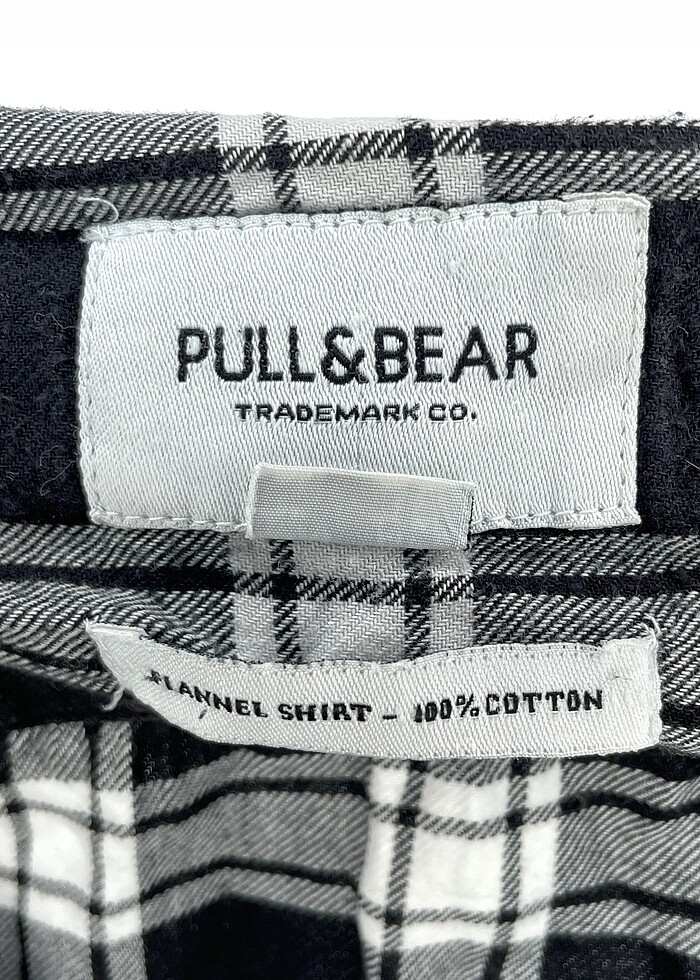 PULL&BEAR
TRADEMARK CO.
FLANNEL SHIRT - 100% COTTON